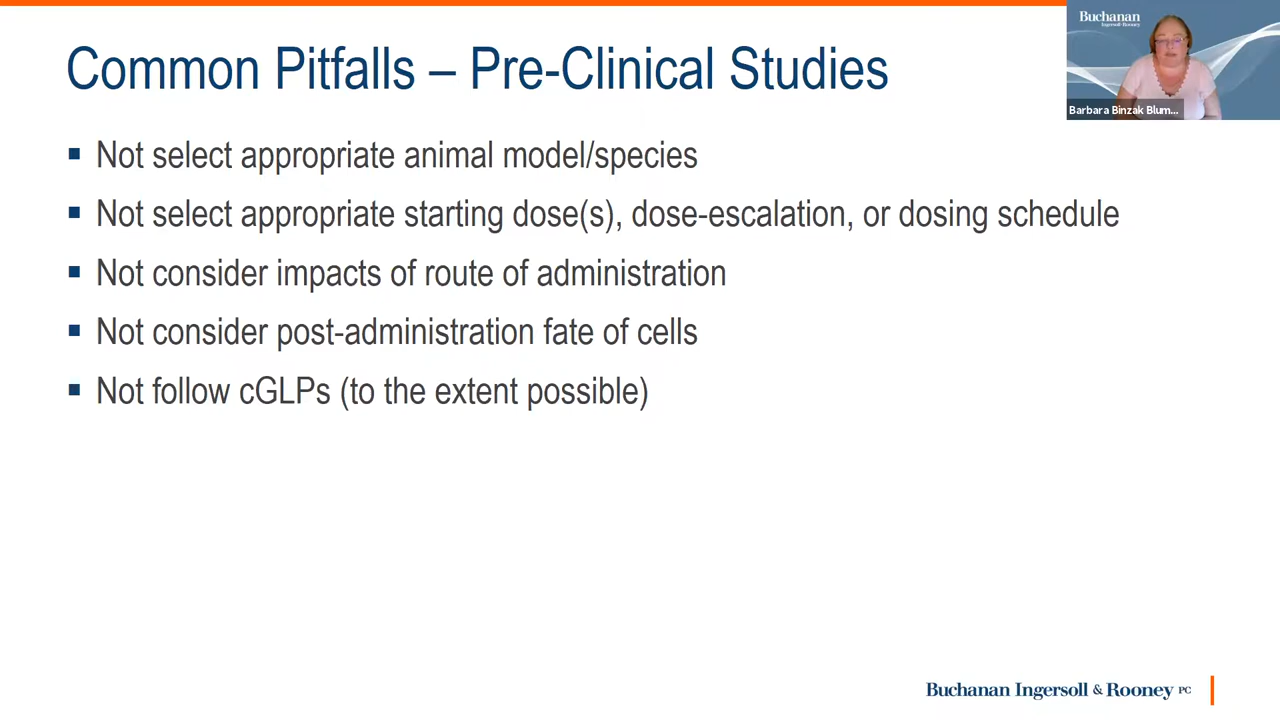 Common Pitfalls – Pre-Clinical Studies
Buchanan
Ingersoll & Rooney
Barbara Binzak Blum...
▪ Not select appropriate animal model/species
▪ Not select appropriate starting dose(s), dose-escalation, or dosing schedule
▪ Not consider impacts of route of administration
▪ Not consider post-administration fate of cells
▪ Not follow cGLPs (to the extent possible)
Buchanan Ingersoll & Rooney PC